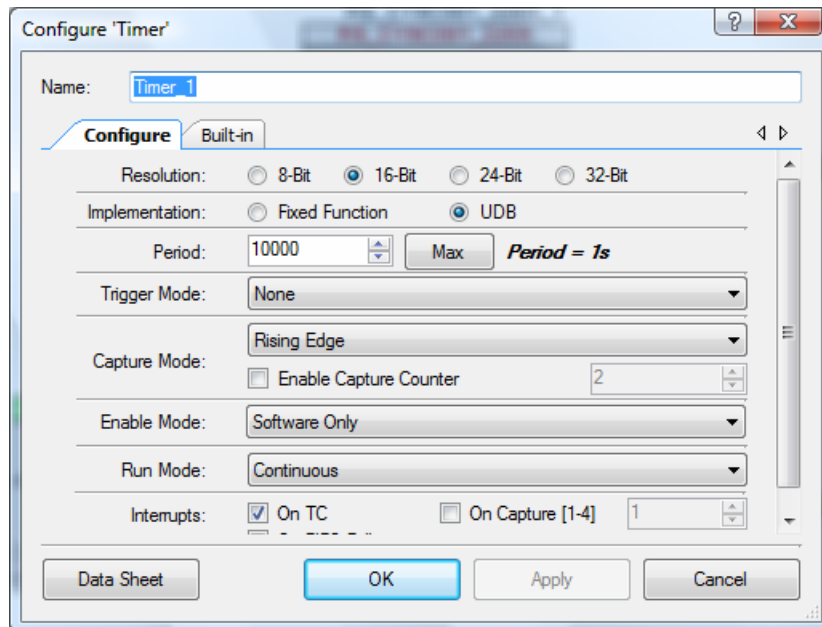 Configure 'Timer'
Name: Timer_1
Configure Built-in
Resolution: 8-Bit 16-Bit 24-Bit 32-Bit
Implementation: Fixed Function UDB
Period: 10000 Max Period = 1s
Trigger Mode: None
Capture Mode: Rising Edge
Enable Capture Counter 2
Enable Mode: Software Only
Run Mode: Continuous
Interrupts: On TC On Capture [1-4] 1
Data Sheet OK Apply Cancel